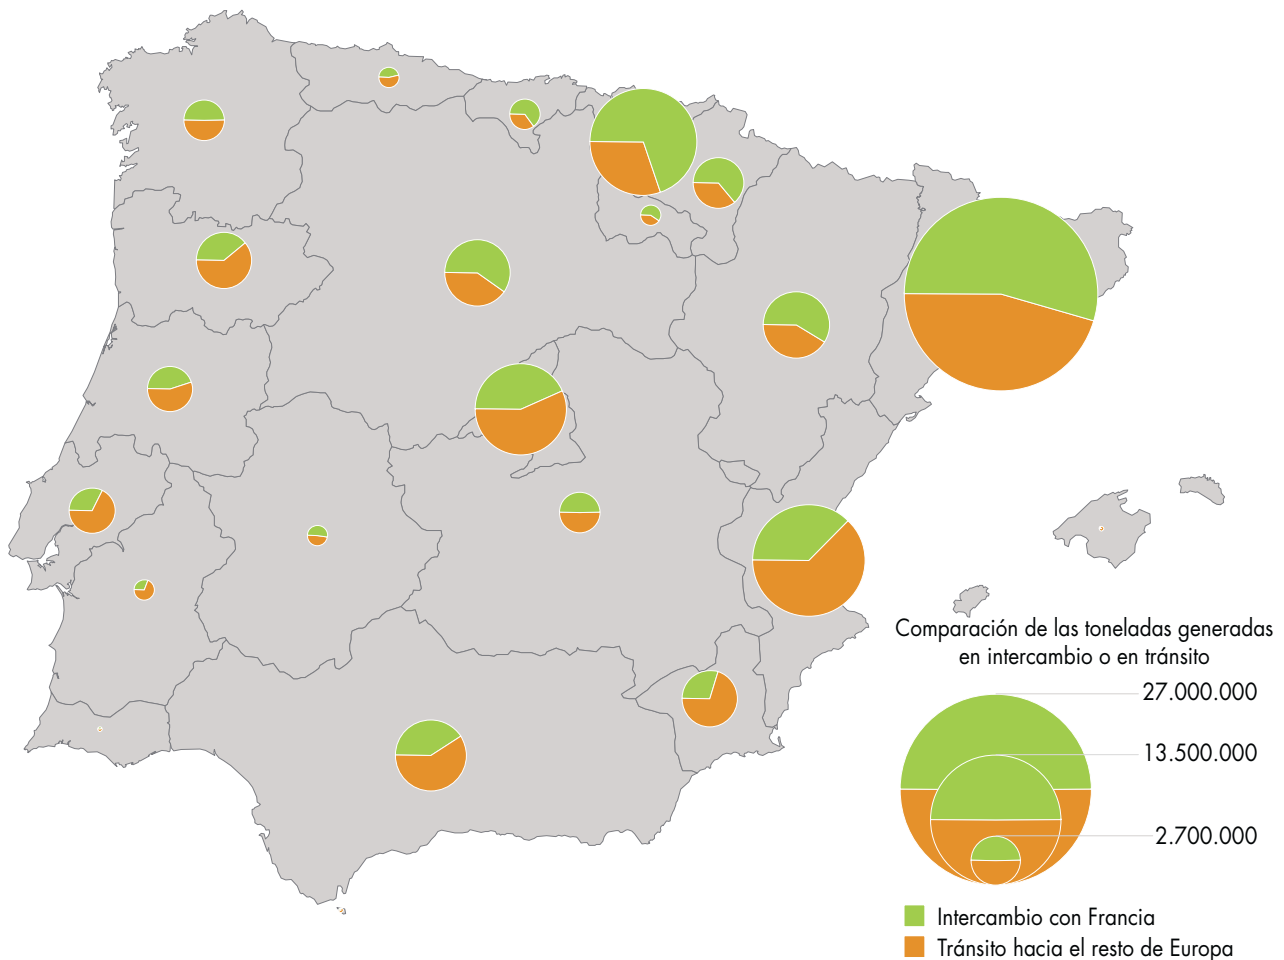 Comparación de las toneladas generadas
en intercambio o en tránsito
27.000.000
13.500.000
2.700.000
Intercambio con Francia
Tránsito hacia el resto de Europa